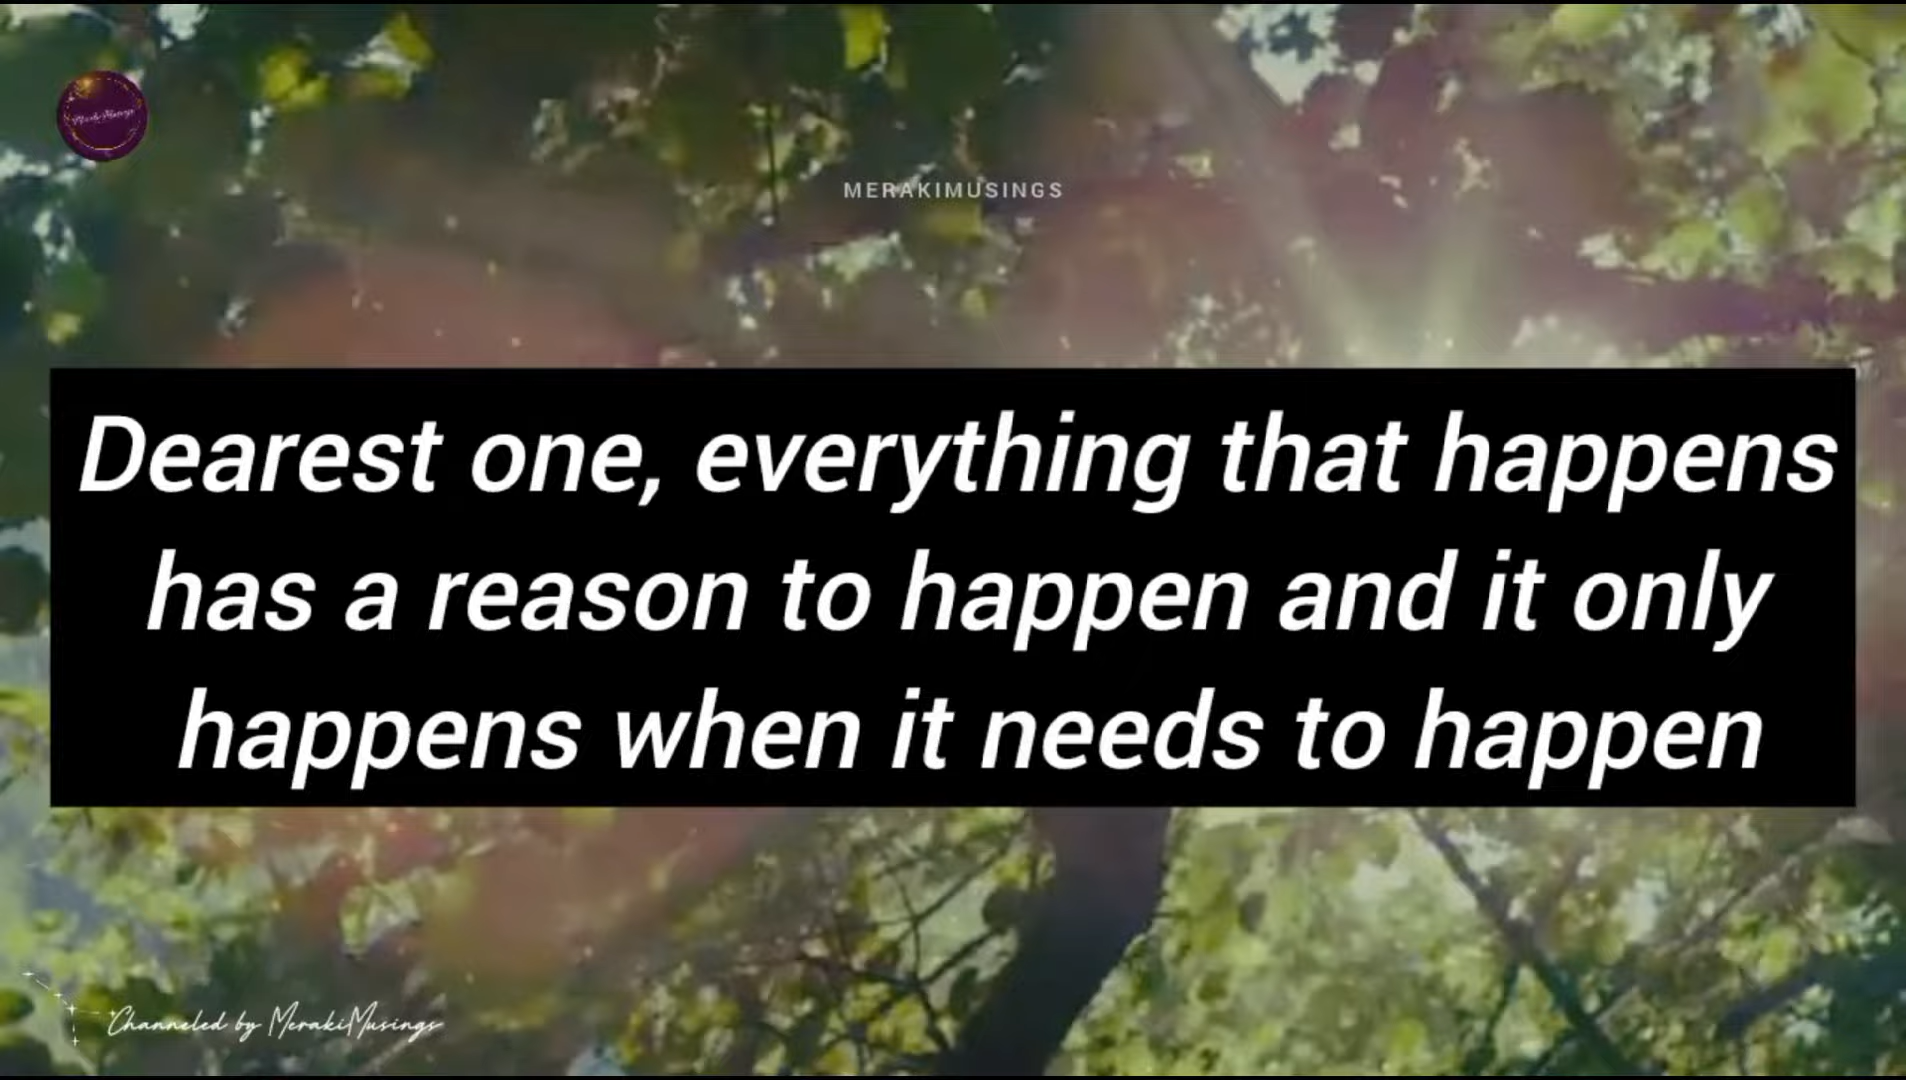 MerakiMusings
MERAKIMUSINGS
Dearest one, everything that happens
has a reason to happen and it only
happens when it needs to happen
Channeled by MerakiMusings